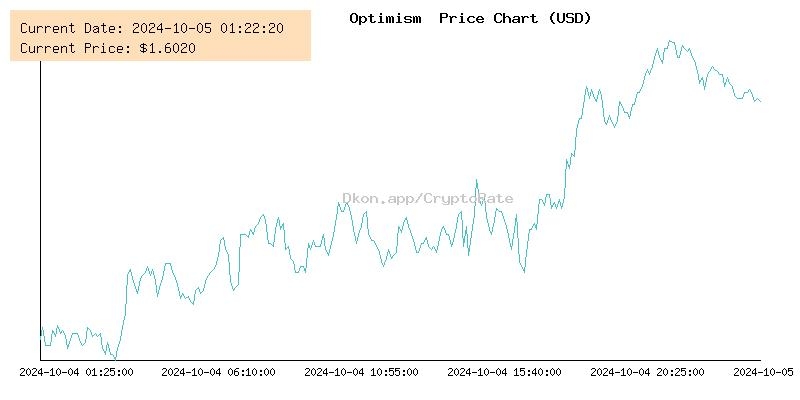 Optimism Price Chart (USD)
Current Date: 2024-10-05 01:22:20
Current Price: $1.6020
Dkon.app/CryptoRate
2024-10-04 01:25:00 2024-10-04 06:10:00 2024-10-04 10:55:00 2024-10-04 15:40:00 2024-10-04 20:25:00 2024-10-05